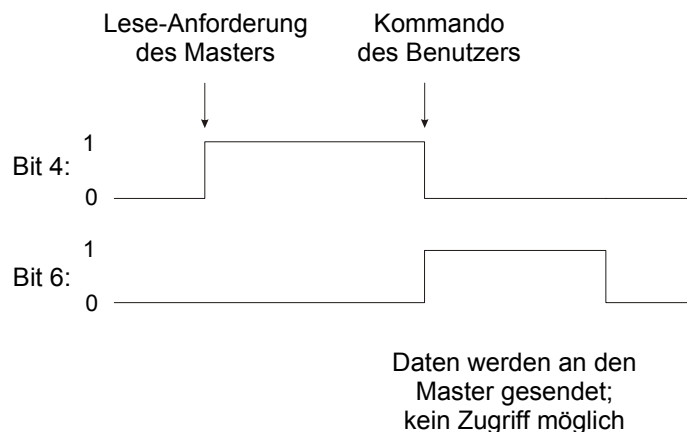 Lese-Anforderung
des Masters
Kommando
des Benutzers
1
Bit 4:
0
1
Bit 6:
0
Daten werden an den
Master gesendet;
kein Zugriff möglich